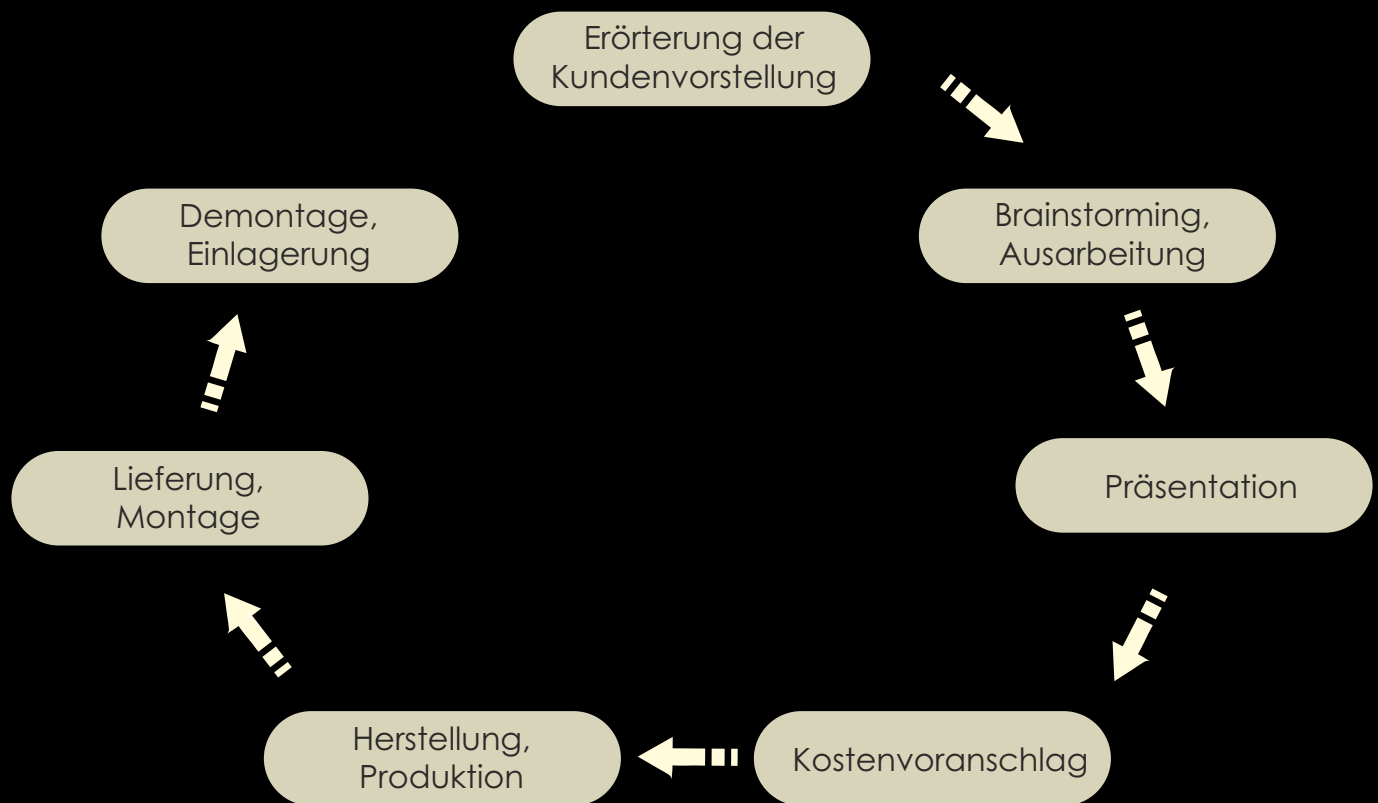 Erörterung der
Kundenvorstellung
Brainstorming,
Ausarbeitung
Präsentation
Kostenvoranschlag
Herstellung,
Produktion
Lieferung,
Montage
Demontage,
Einlagerung